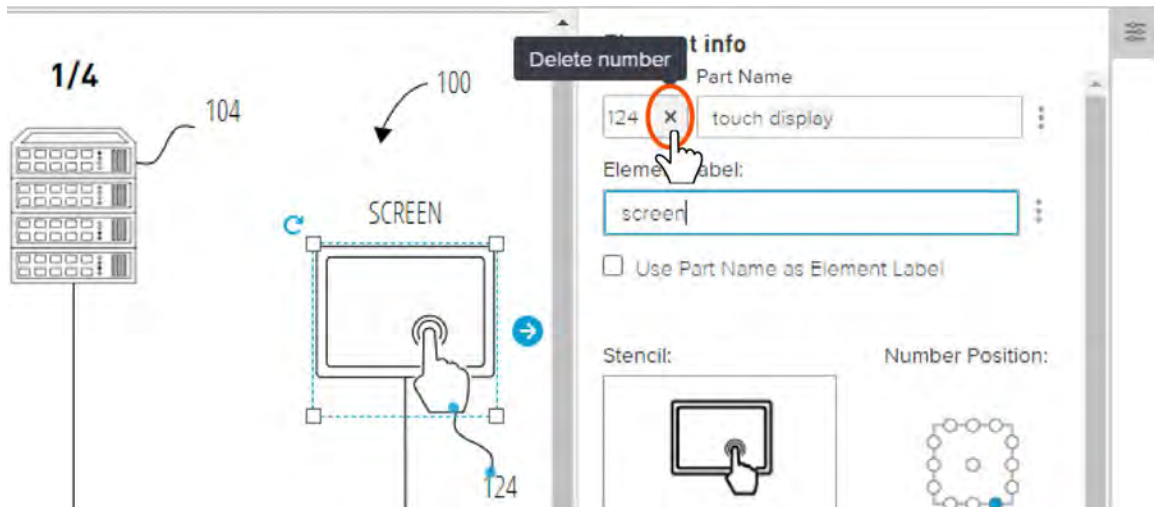 1/4
104
100
SCREEN
124
Delete number
t info
Part Name
124 × touch display
Eleme abel:
screen
Use Part Name as Element Label
Stencil:
Number Position: